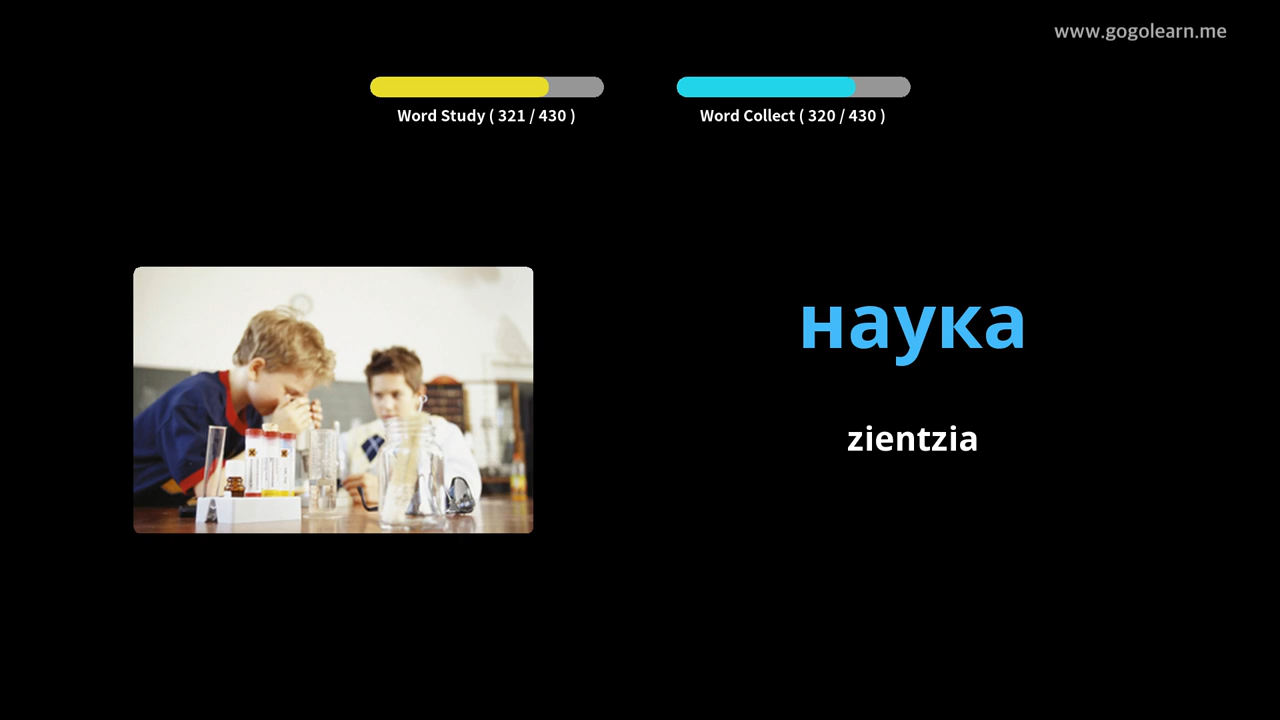 www.gogolearn.me
Word Study ( 321 / 430 )
Word Collect ( 320 / 430 )
наука
zientzia